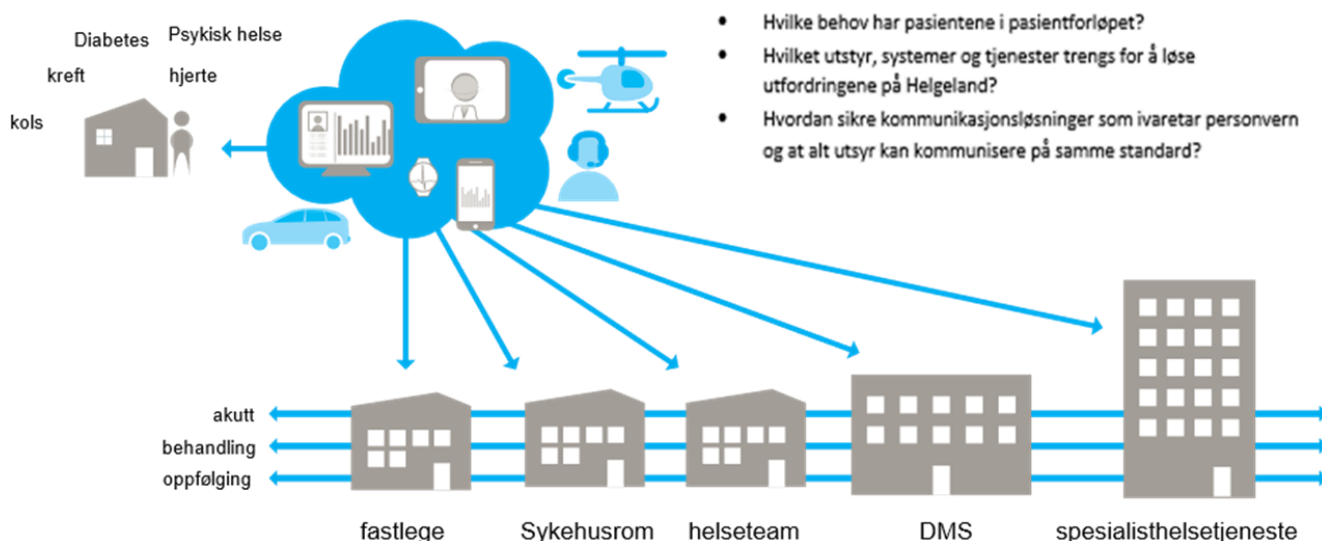 Diabetes
Psykisk helse
kreft
hjerte
kols
• Hvilke behov har pasientene i pasientforløpet?
• Hvilket utstyr, systemer og tjenester trengs for å løse
utfordringene på Helgeland?
• Hvordan sikre kommunikasjonsløsninger som ivaretar personvern
og at alt utsyr kan kommunisere på samme standard?
akutt
behandling
oppfølging
fastlege
Sykehusrom
helseteam
DMS
spesialisthelsetjeneste